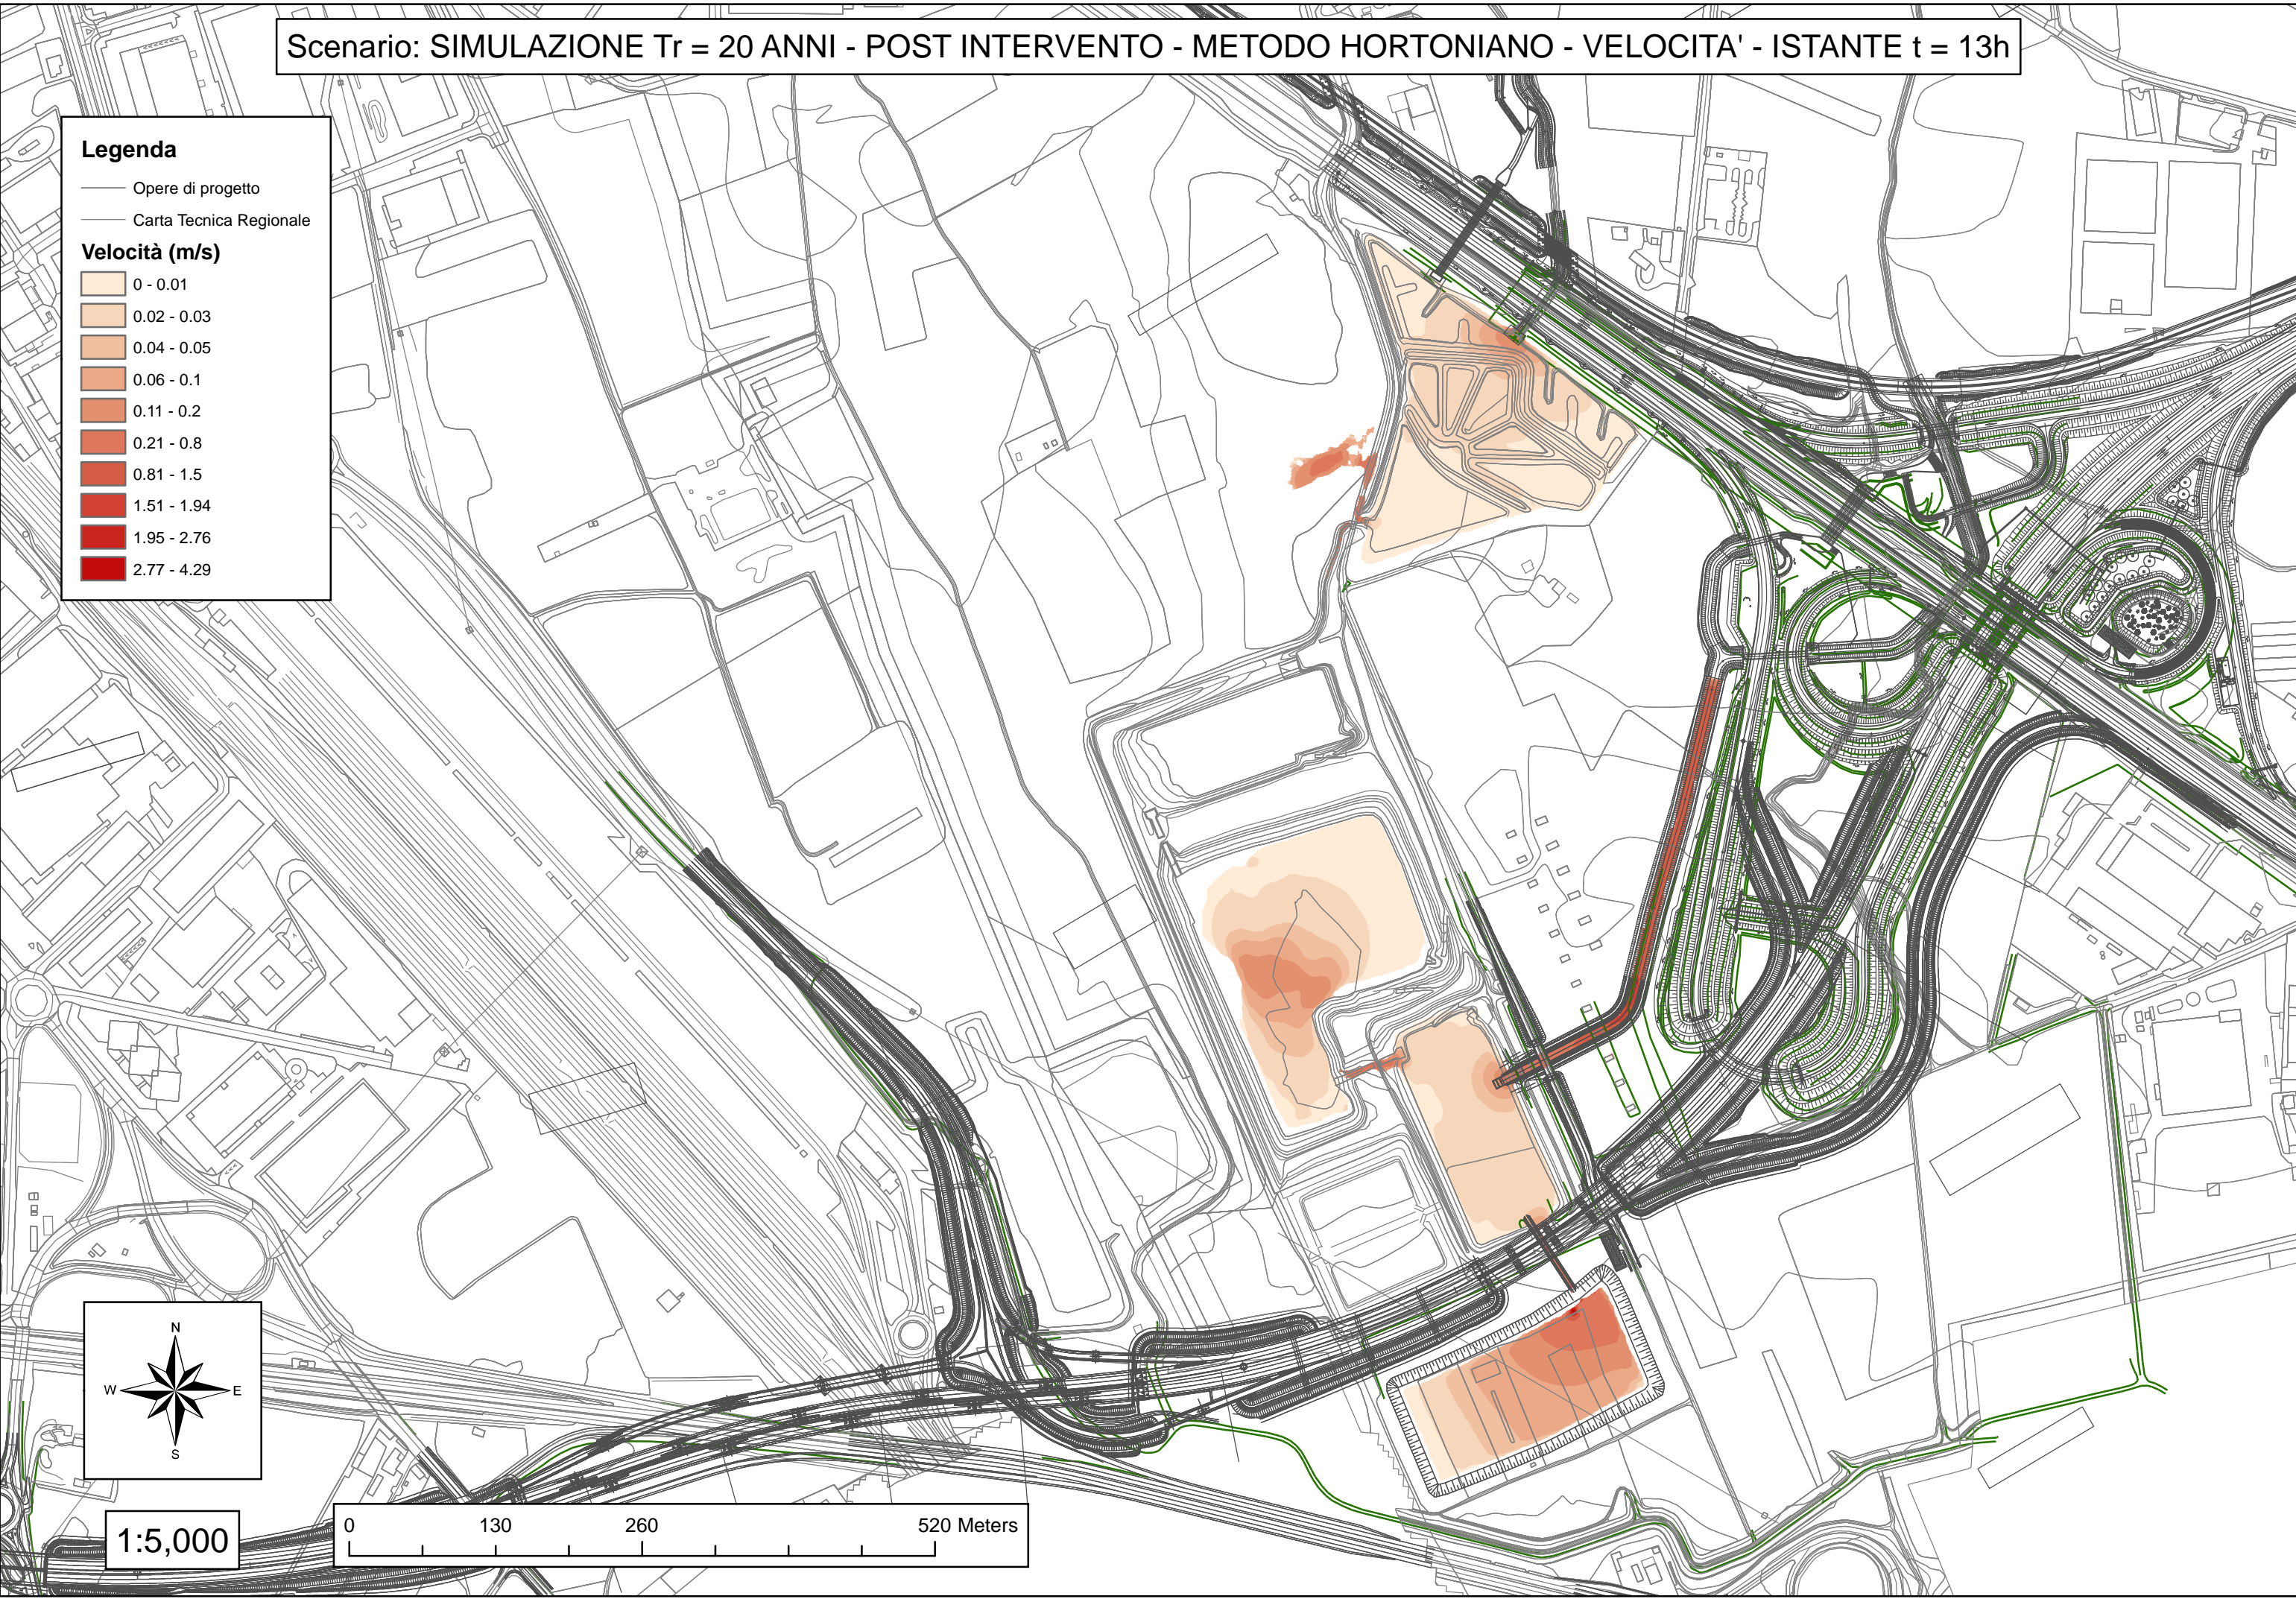 Scenario: SIMULAZIONE Tr = 20 ANNI - POST INTERVENTO - METODO HORTONIANO - VELOCITA' - ISTANTE t = 13h
Legenda
Opere di progetto
Carta Tecnica Regionale
Velocità (m/s)
0 - 0.01
0.02 - 0.03
0.04 - 0.05
0.06 - 0.1
0.11 - 0.2
0.21 - 0.8
0.81 - 1.5
1.51 - 1.94
1.95 - 2.76
2.77 - 4.29
N
W E
S
1:5,000
0 130 260 520 Meters